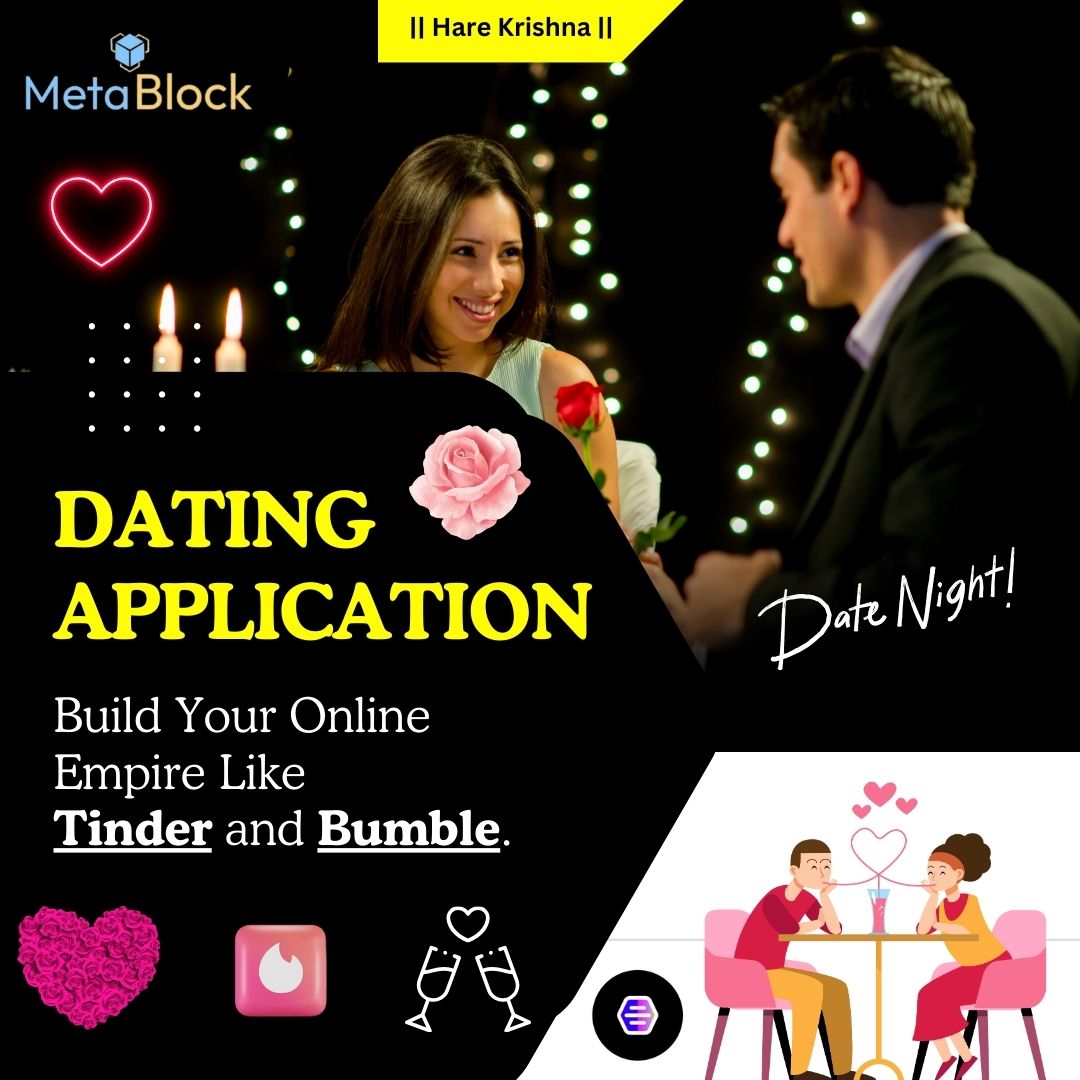 || Hare Krishna ||
MetaBlock
DATING
APPLICATION
Date Night!
Build Your Online
Empire Like
Tinder and Bumble.